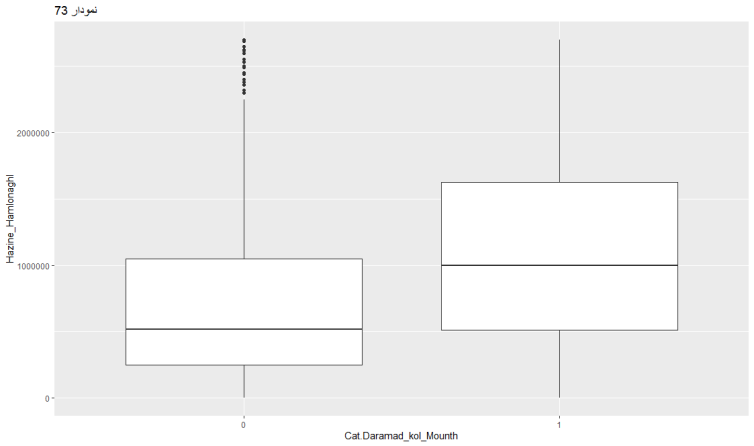 نمودار 73
Hazine_Hamlonaghl
2000000
1000000
0
0
1
Cat.Daramad_kol_Mounth